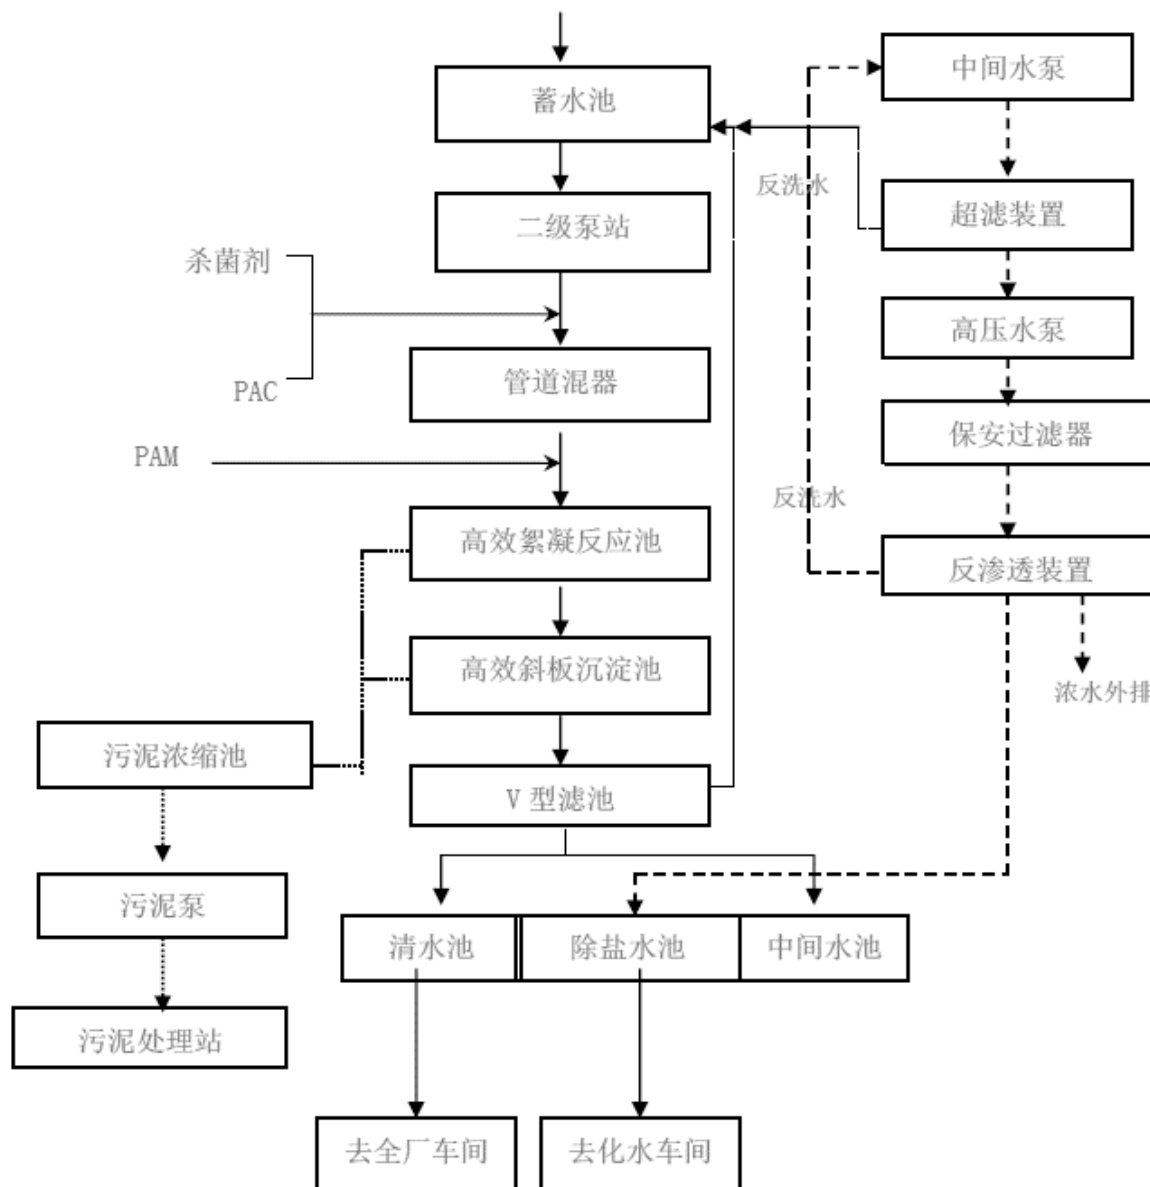 蓄水池
二级泵站
杀菌剂
PAC
管道混器
PAM
高效絮凝反应池
高效斜板沉淀池
污泥浓缩池
V 型滤池
污泥泵
污泥处理站
清水池
除盐水池
中间水池
去全厂车间
去化水车间
中间水泵
反洗水
超滤装置
高压水泵
保安过滤器
反洗水
反渗透装置
浓水外排